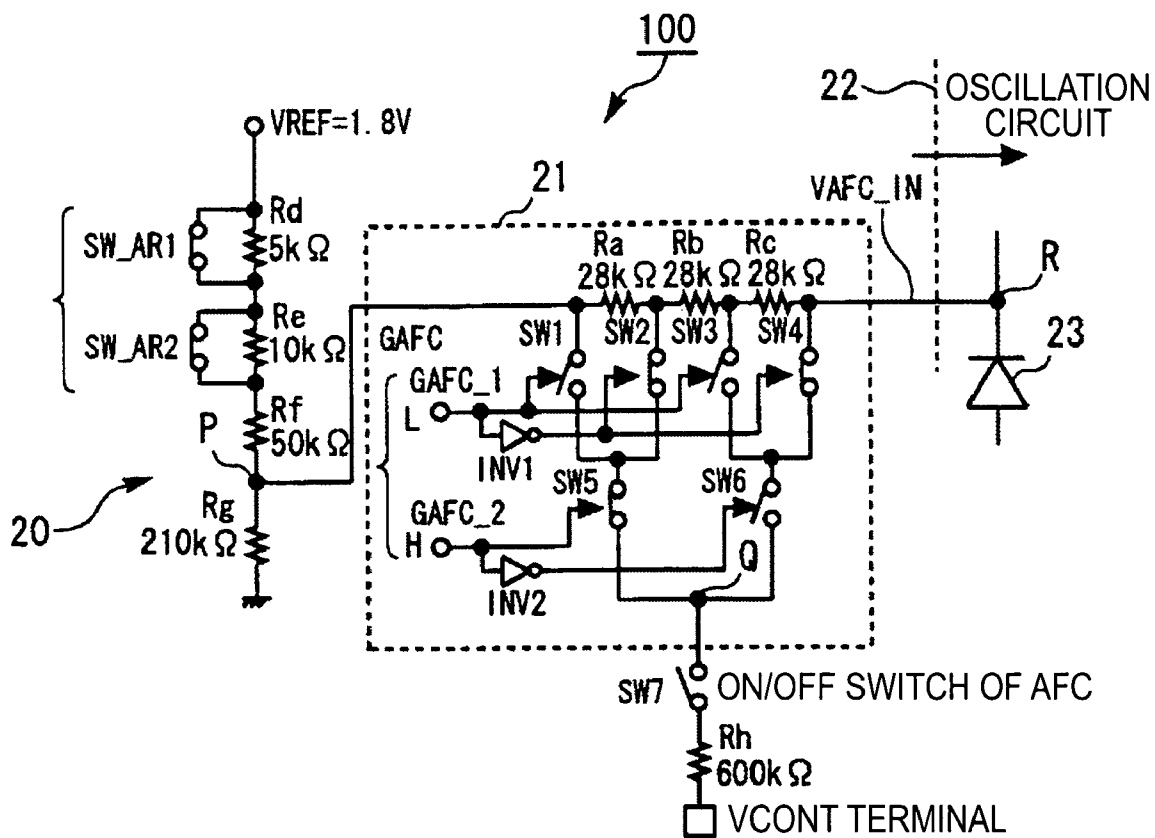 100
22
OSCILLATION
CIRCUIT
VREF=1.8V
VAFC_IN
21
Rd
5kΩ
SW_AR1
Ra
28kΩ
Rb
28kΩ
Rc
28kΩ
R
Re
10kΩ
SW_AR2
SW1
SW2
SW3
SW4
23
GAFC
GAFC_1
L
INV1
Rf
50kΩ
P
SW5
SW6
20
Rg
210kΩ
GAFC_2
H
INV2
Q
SW7
ON/OFF SWITCH OF AFC
Rh
600kΩ
VCONT TERMINAL